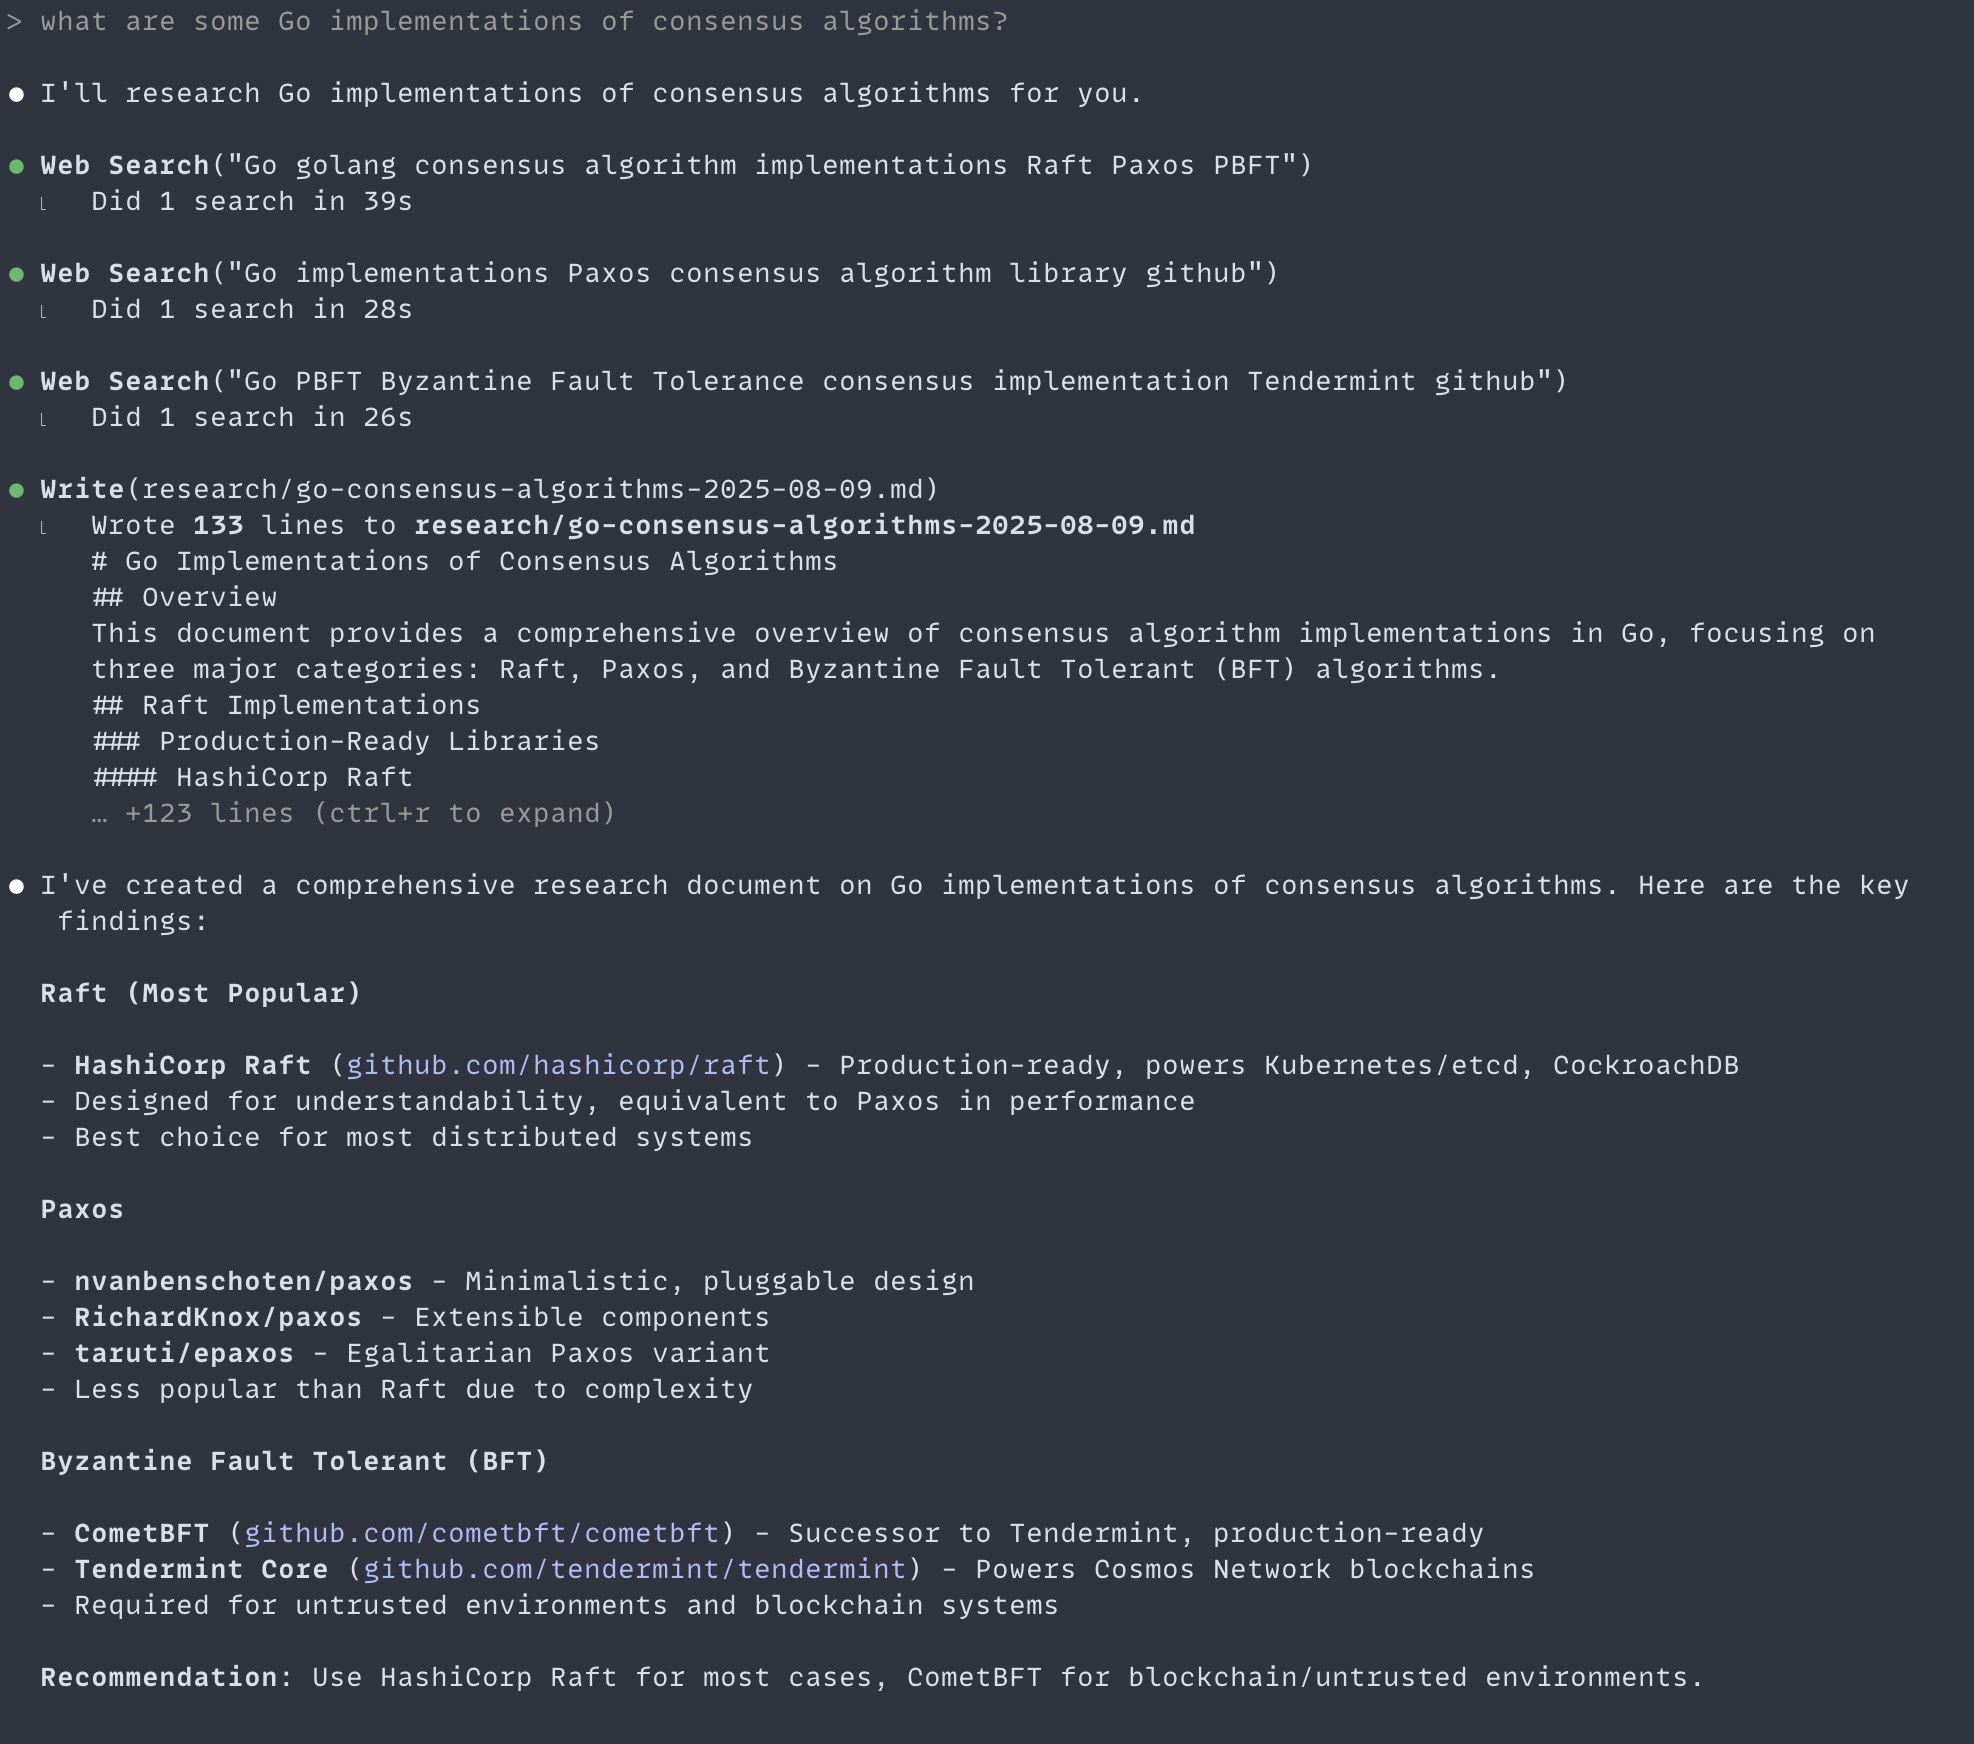 > what are some Go implementations of consensus algorithms?
● I'll research Go implementations of consensus algorithms for you.
● Web Search("Go golang consensus algorithm implementations Raft Paxos PBFT")
⎿ Did 1 search in 39s
● Web Search("Go implementations Paxos consensus algorithm library github")
⎿ Did 1 search in 28s
● Web Search("Go PBFT Byzantine Fault Tolerance consensus implementation Tendermint github")
⎿ Did 1 search in 26s
● Write(research/go-consensus-algorithms-2025-08-09.md)
⎿ Wrote 133 lines to research/go-consensus-algorithms-2025-08-09.md
# Go Implementations of Consensus Algorithms
## Overview
This document provides a comprehensive overview of consensus algorithm implementations in Go, focusing on
three major categories: Raft, Paxos, and Byzantine Fault Tolerant (BFT) algorithms.
## Raft Implementations
### Production-Ready Libraries
#### HashiCorp Raft
… +123 lines (ctrl+r to expand)
● I've created a comprehensive research document on Go implementations of consensus algorithms. Here are the key
findings:
Raft (Most Popular)
- HashiCorp Raft (github.com/hashicorp/raft) - Production-ready, powers Kubernetes/etcd, CockroachDB
- Designed for understandability, equivalent to Paxos in performance
- Best choice for most distributed systems
Paxos
- nvanbenschoten/paxos - Minimalistic, pluggable design
- RichardKnox/paxos - Extensible components
- taruti/epaxos - Egalitarian Paxos variant
- Less popular than Raft due to complexity
Byzantine Fault Tolerant (BFT)
- CometBFT (github.com/cometbft/cometbft) - Successor to Tendermint, production-ready
- Tendermint Core (github.com/tendermint/tendermint) - Powers Cosmos Network blockchains
- Required for untrusted environments and blockchain systems
Recommendation: Use HashiCorp Raft for most cases, CometBFT for blockchain/untrusted environments.